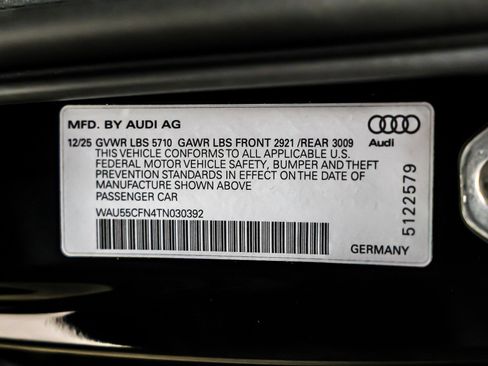 MFD. BY AUDI AG
12/25 GVWR LBS 5710 GAWR LBS FRONT 2921 /REAR 3009
THIS VEHICLE CONFORMS TO ALL APPLICABLE U.S.
FEDERAL MOTOR VEHICLE SAFETY, BUMPER AND THEFT
PREVENTION STANDARDS IN EFFECT ON THE DATE OF
MANUFACTURE SHOWN ABOVE
PASSENGER CAR
WAU55CFN4TN030392
Audi
5122579
GERMANY